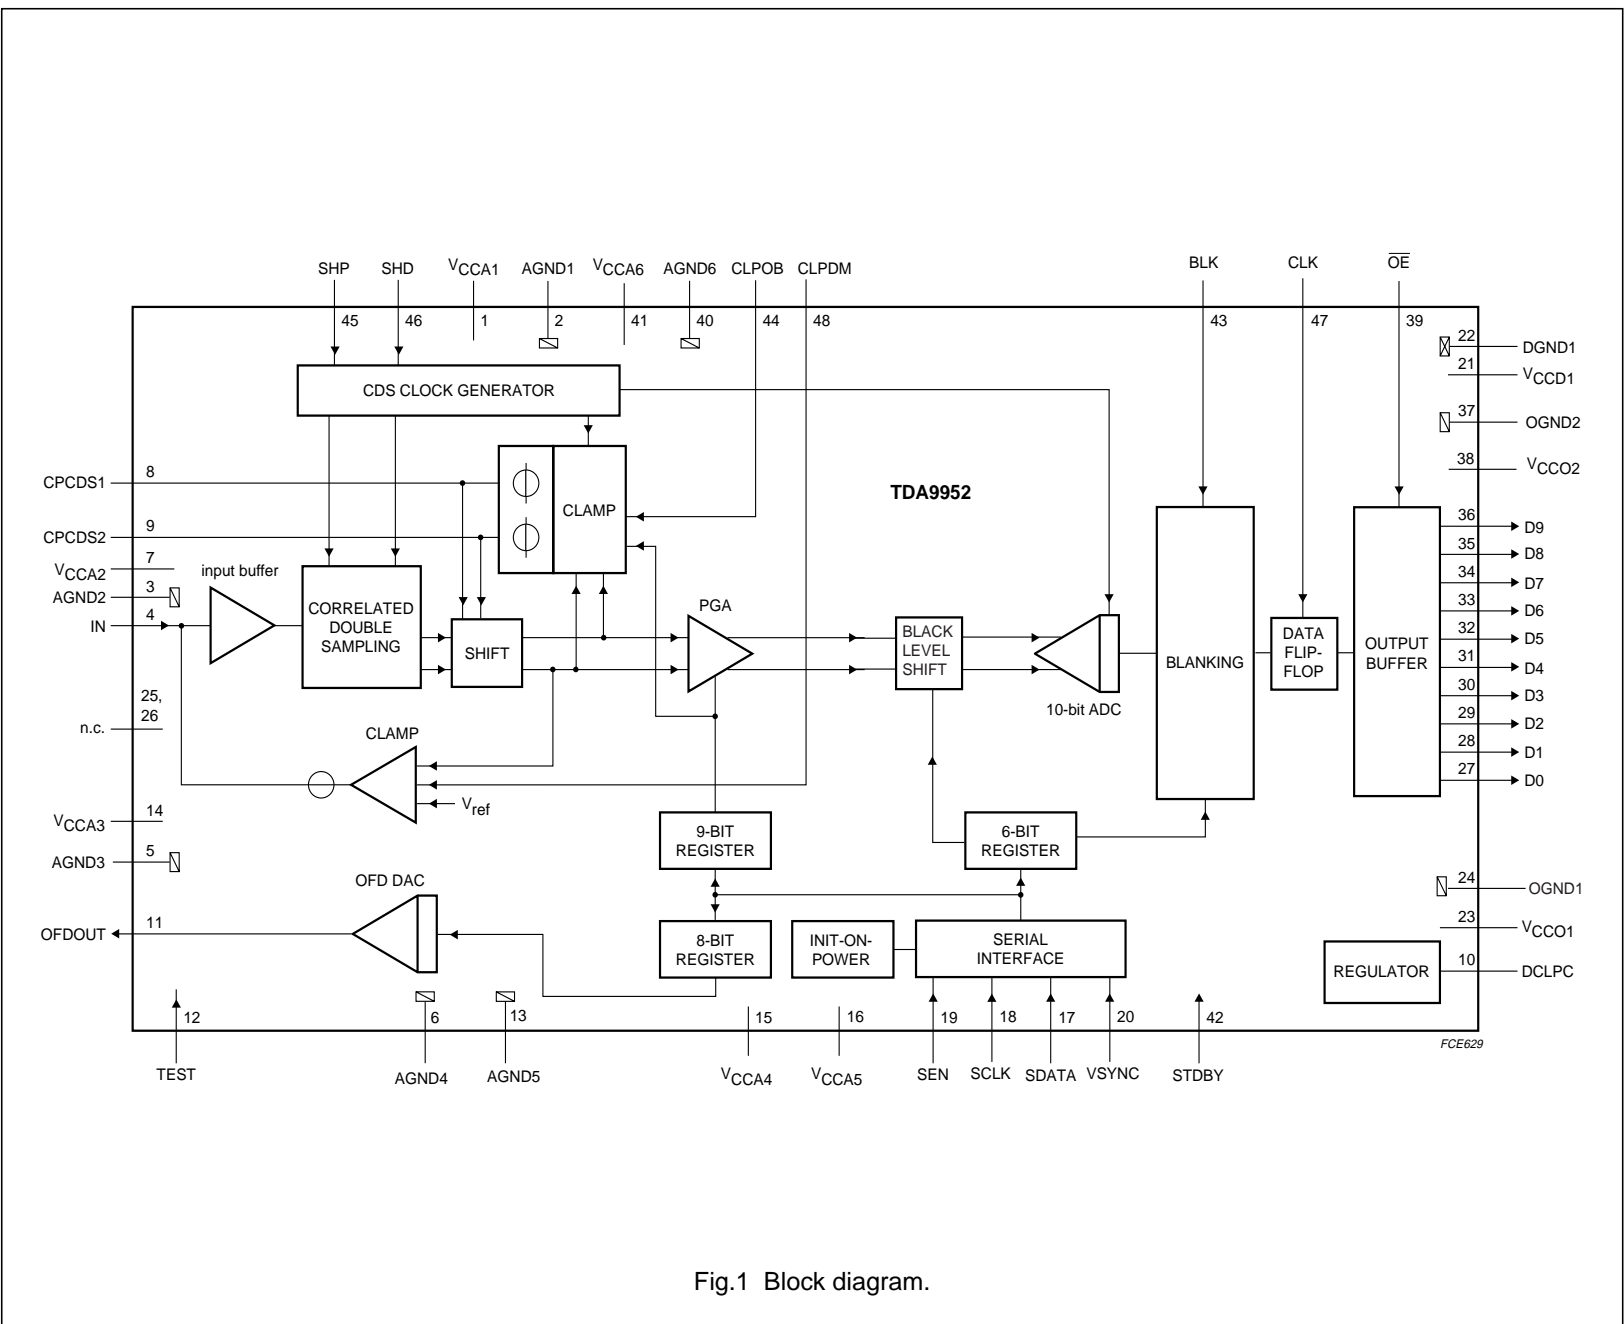 SHP
SHD
VCCA1
AGND1
VCCA6
AGND6
CLPOB
CLPDM
BLK
CLK
OE
45
46
1
2
41
40
44
48
43
47
39
22
DGND1
21
VCCD1
CDS CLOCK GENERATOR
37
OGND2
38
VCCO2
CPCDS1
8
CPCDS2
9
VCCA2
7
AGND2
3
IN
4
CLAMP
TDA9952
input buffer
CORRELATED
DOUBLE
SAMPLING
SHIFT
PGA
BLACK
LEVEL
SHIFT
10-bit ADC
BLANKING
DATA
FLIP-
FLOP
OUTPUT
BUFFER
36
D9
35
D8
34
D7
33
D6
32
D5
31
D4
30
D3
29
D2
28
D1
27
D0
25,
26
n.c.
CLAMP
Vref
14
VCCA3
5
AGND3
9-BIT
REGISTER
6-BIT
REGISTER
OFD DAC
11
OFDOUT
8-BIT
REGISTER
INIT-ON-
POWER
SERIAL
INTERFACE
24
OGND1
23
VCCO1
REGULATOR
10
DCLPC
12
6
13
15
16
19
18
17
20
42
TEST
AGND4
AGND5
VCCA4
VCCA5
SEN
SCLK
SDATA
VSYNC
STDBY
FCE629
Fig.1 Block diagram.